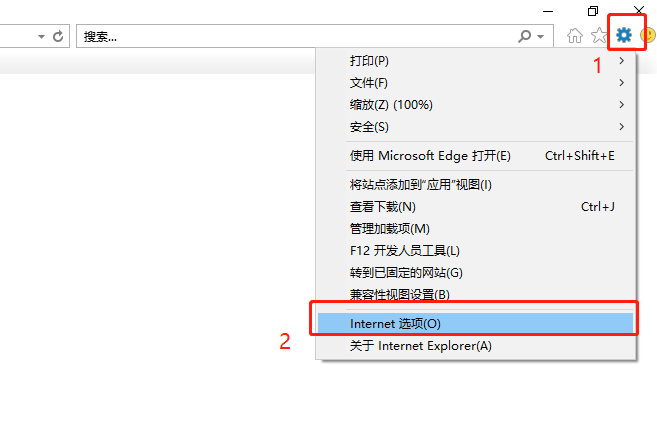 搜索...
1
打印(P)
文件(F)
缩放(Z) (100%)
安全(S)
使用 Microsoft Edge 打开(E) Ctrl+Shift+E
将站点添加到“应用”视图(I)
查看下载(N) Ctrl+J
管理加载项(M)
F12 开发人员工具(L)
转到已固定的网站(G)
兼容性视图设置(B)
Internet 选项(O)
2
关于 Internet Explorer(A)